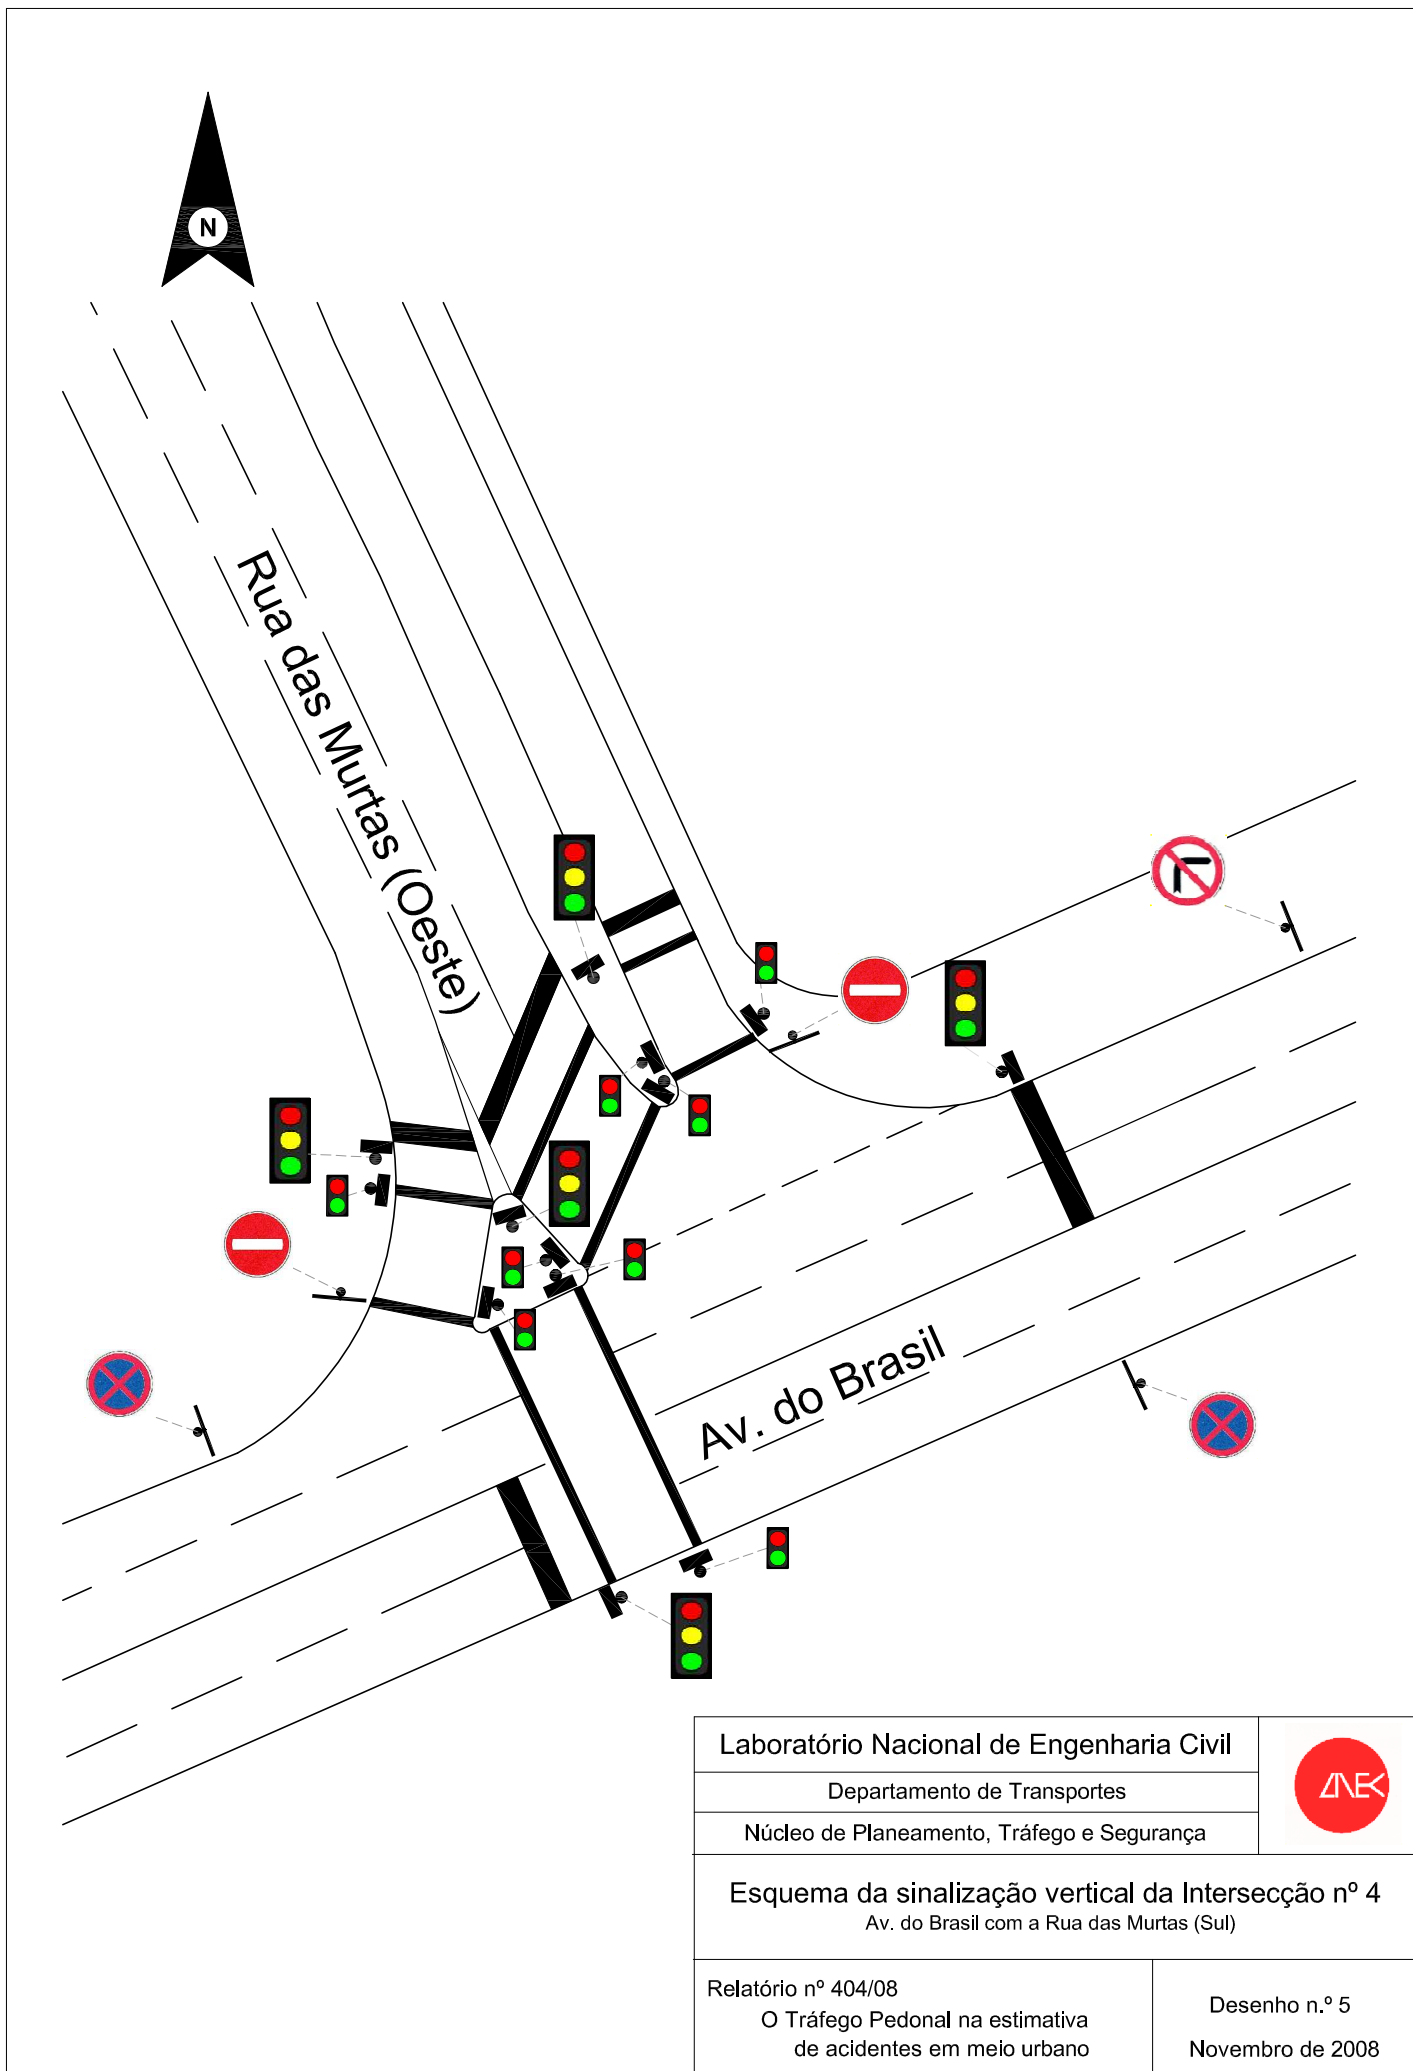 N
Rua das Murtas (Oeste)
Av. do Brasil
Laboratório Nacional de Engenharia Civil
Departamento de Transportes
Núcleo de Planeamento, Tráfego e Segurança
LNEC
Esquema da sinalização vertical da Intersecção nº 4
Av. do Brasil com a Rua das Murtas (Sul)
Relatório nº 404/08
O Tráfego Pedonal na estimativa
de acidentes em meio urbano
Desenho n.º 5
Novembro de 2008